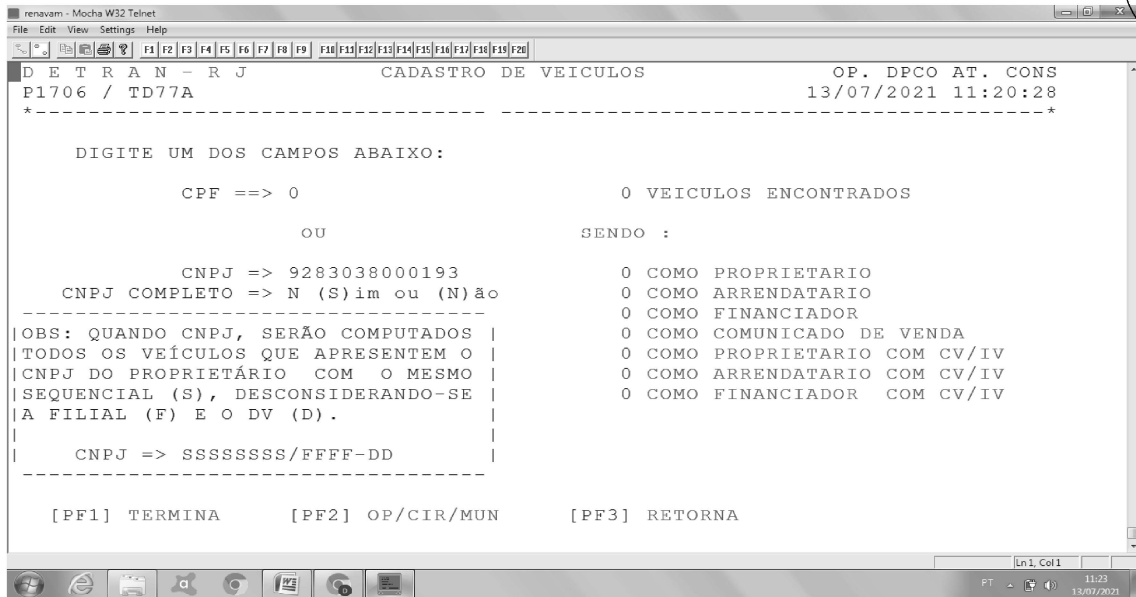 renavam - Mocha W32 Telnet
File Edit View Settings Help
F1 F2 F3 F4 F5 F6 F7 F8 F9 F10 F11 F12 F13 F14 F15 F16 F17 F18 F19 F20
D E T R A N - R J CADASTRO DE VEICULOS OP. DPCO AT. CONS
P1706 / TD77A 13/07/2021 11:20:28
*---------------------------------- -----------------------------------------*
DIGITE UM DOS CAMPOS ABAIXO:
CPF ==> 0 0 VEICULOS ENCONTRADOS
OU SENDO :
CNPJ => 9283038000193 0 COMO PROPRIETARIO
CNPJ COMPLETO => N (S)im ou (N)ão 0 COMO ARRENDATARIO
----------------------------------- 0 COMO FINANCIADOR
|OBS: QUANDO CNPJ, SERÃO COMPUTADOS | 0 COMO COMUNICADO DE VENDA
|TODOS OS VEÍCULOS QUE APRESENTEM O | 0 COMO PROPRIETARIO COM CV/IV
|CNPJ DO PROPRIETÁRIO COM O MESMO | 0 COMO ARRENDATARIO COM CV/IV
|SEQUENCIAL (S), DESCONSIDERANDO-SE | 0 COMO FINANCIADOR COM CV/IV
|A FILIAL (F) E O DV (D). |
| |
| CNPJ => SSSSSSSS/FFFF-DD |
-----------------------------------
[PF1] TERMINA [PF2] OP/CIR/MUN [PF3] RETORNA
Ln 1, Col 1
PT 11:23
13/07/2021